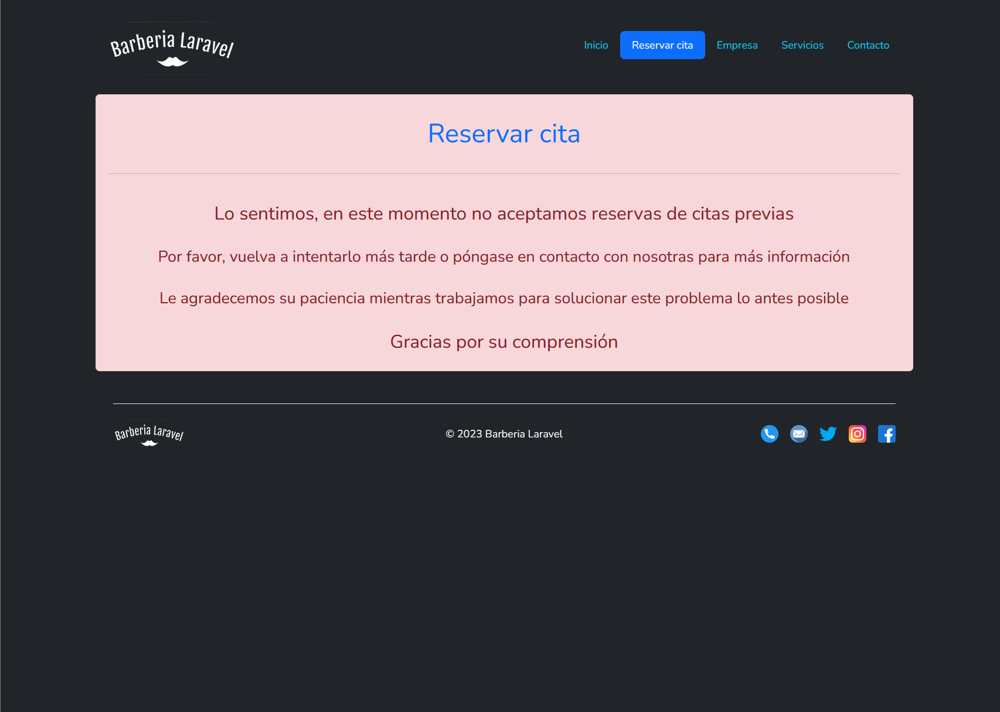 Barberia Laravel
Inicio Reservar cita Empresa Servicios Contacto
Reservar cita
Lo sentimos, en este momento no aceptamos reservas de citas previas
Por favor, vuelva a intentarlo más tarde o póngase en contacto con nosotras para más información
Le agradecemos su paciencia mientras trabajamos para solucionar este problema lo antes posible
Gracias por su comprensión
Barberia Laravel
© 2023 Barberia Laravel